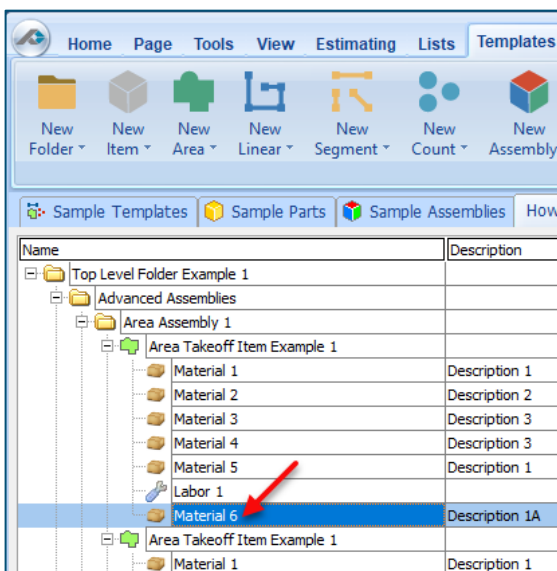 Home Page Tools View Estimating Lists Templates
New Folder New Item New Area New Linear New Segment New Count New Assembly
Sample Templates Sample Parts Sample Assemblies How
Name Description
Top Level Folder Example 1
Advanced Assemblies
Area Assembly 1
Area Takeoff Item Example 1
Material 1 Description 1
Material 2 Description 2
Material 3 Description 3
Material 4 Description 3
Material 5 Description 1
Labor 1
Material 6 Description 1A
Area Takeoff Item Example 1
Material 1 Description 1